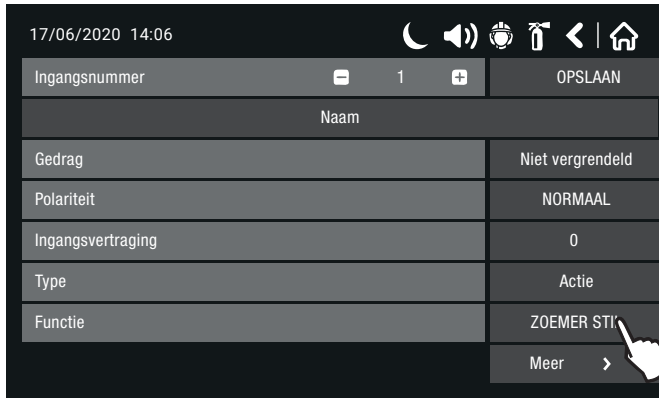 17/06/2020 14:06
Ingangsnummer 1 OPSLAAN
Naam
Gedrag Niet vergrendeld
Polariteit NORMAAL
Ingangsvertraging 0
Type Actie
Functie ZOEMER
Meer